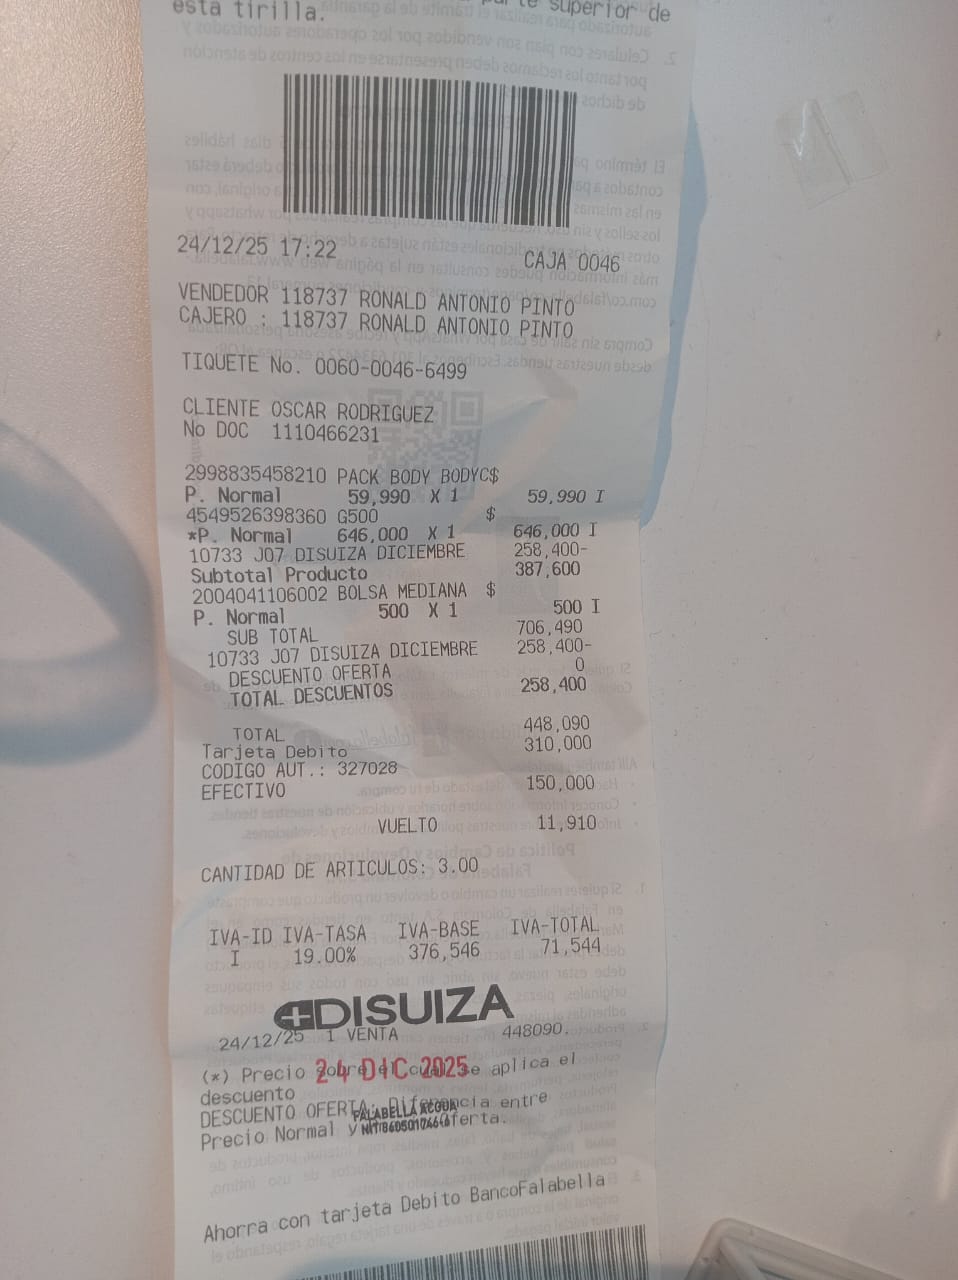 esta tirilla. superior de
24/12/25 17:22 CAJA 0046
VENDEDOR 118737 RONALD ANTONIO PINTO
CAJERO : 118737 RONALD ANTONIO PINTO
TIQUETE No. 0060-0046-6499
CLIENTE OSCAR RODRIGUEZ
No DOC 1110466231
2998835458210 PACK BODY BODYC$
P. Normal 59,990 X 1 59,990 I
4549526398360 G500 $
*P. Normal 646,000 X 1 646,000 I
10733 J07 DISUIZA DICIEMBRE 258,400-
Subtotal Producto 387,600
2004041106002 BOLSA MEDIANA $
P. Normal 500 X 1 500 I
SUB TOTAL 706,490
10733 J07 DISUIZA DICIEMBRE 258,400-
DESCUENTO OFERTA 0
TOTAL DESCUENTOS 258,400
TOTAL 448,090
Tarjeta Debito 310,000
CODIGO AUT.: 327028
EFECTIVO 150,000
VUELTO 11,910
CANTIDAD DE ARTICULOS: 3.00
IVA-ID IVA-TASA IVA-BASE IVA-TOTAL
I 19.00% 376,546 71,544
DISUIZA
24/12/25 1 VENTA 448090.
(*) Precio sobre el cual se aplica el
24 DIC 2025
descuento
DESCUENTO OFERTA: Diferencia entre
FALABELLA ACQUA
Precio Normal y Oferta.
Ahorra con tarjeta Debito BancoFalabella